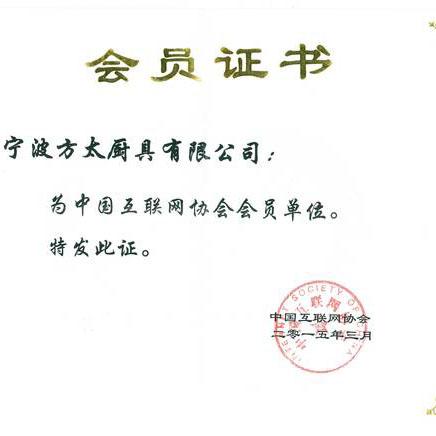 会员证书
宁波方太厨具有限公司：
为中国互联网协会会员单位。
特发此证。
INTERNET SOCIETY OF CHINA
中国互联网协会
中国互联网协会
二零一五年三月